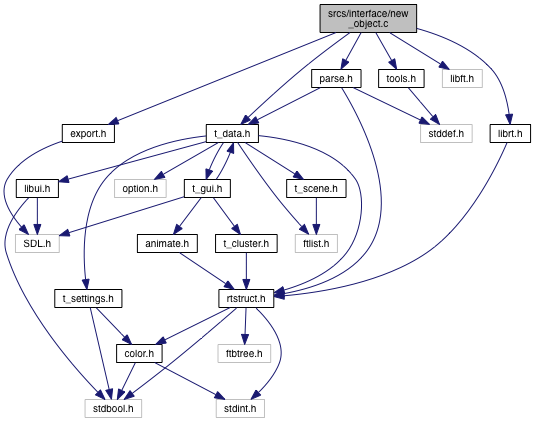 srcs/interface/new
_object.c
parse.h
tools.h
libft.h
export.h
t_data.h
stddef.h
librt.h
libui.h
option.h
t_gui.h
t_scene.h
SDL.h
animate.h
t_cluster.h
ftlist.h
t_settings.h
rtstruct.h
color.h
ftbtree.h
stdbool.h
stdint.h